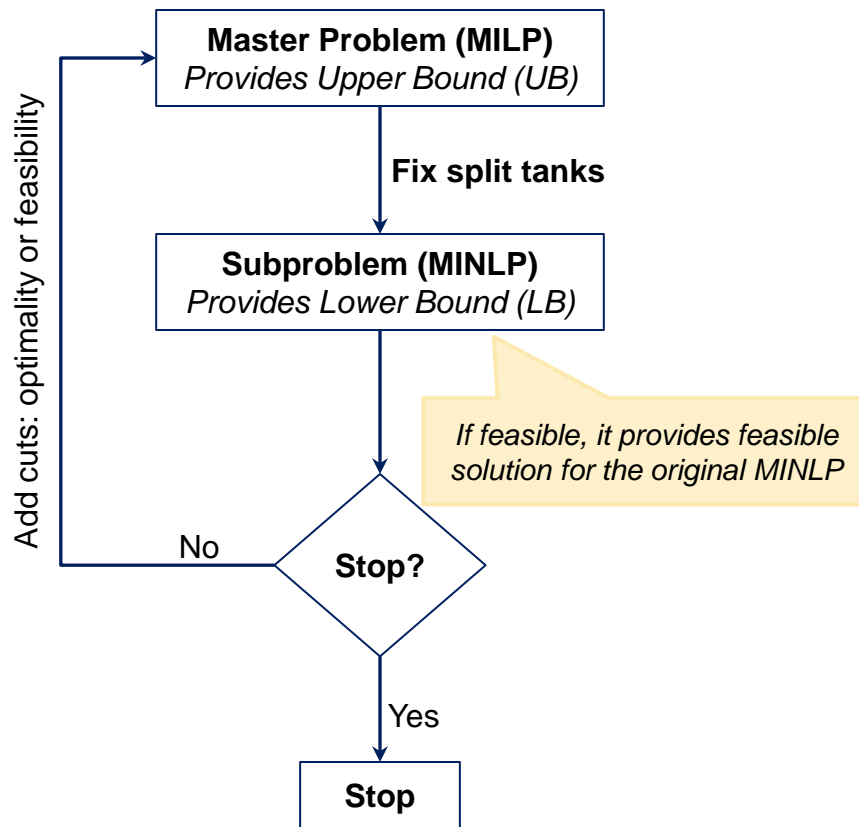 Master Problem (MILP)
Provides Upper Bound (UB)
Add cuts: optimality or feasibility
Fix split tanks
Subproblem (MINLP)
Provides Lower Bound (LB)
If feasible, it provides feasible
solution for the original MINLP
No
Stop?
Yes
Stop